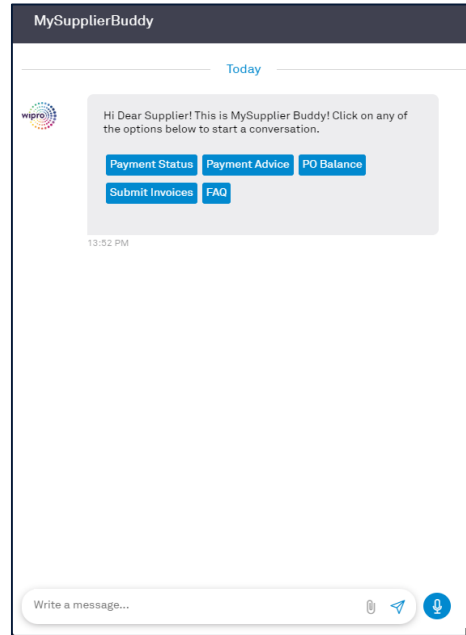 MySupplierBuddy
Today
wipro
Hi Dear Supplier! This is MySupplier Buddy! Click on any of
the options below to start a conversation.
Payment Status Payment Advice PO Balance
Submit Invoices FAQ
13:52 PM
Write a message...